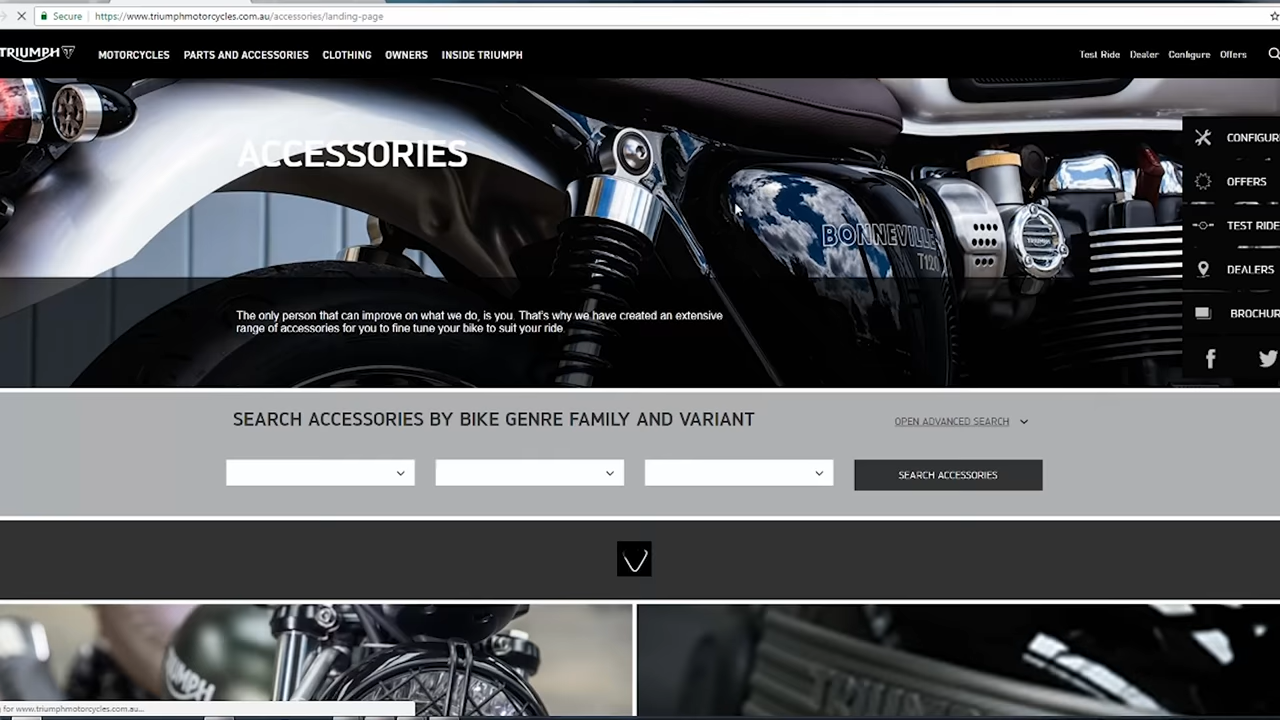 Secure
https://www.triumphmotorcycles.com.au/accessories/landing-page
TRIUMPH
MOTORCYCLES
PARTS AND ACCESSORIES
CLOTHING
OWNERS
INSIDE TRIUMPH
Test Ride
Dealer
Configure
Offers
ACCESSORIES
BONNEVILLE
T120
TRIUMPH
CONFIGUR
OFFERS
TEST RIDE
DEALERS
BROCHUR
The only person that can improve on what we do, is you. That's why we have created an extensive
range of accessories for you to fine tune your bike to suit your ride.
SEARCH ACCESSORIES BY BIKE GENRE FAMILY AND VARIANT
OPEN ADVANCED SEARCH
SEARCH ACCESSORIES
TRIUMPH
for www.triumphmotorcycles.com.au...